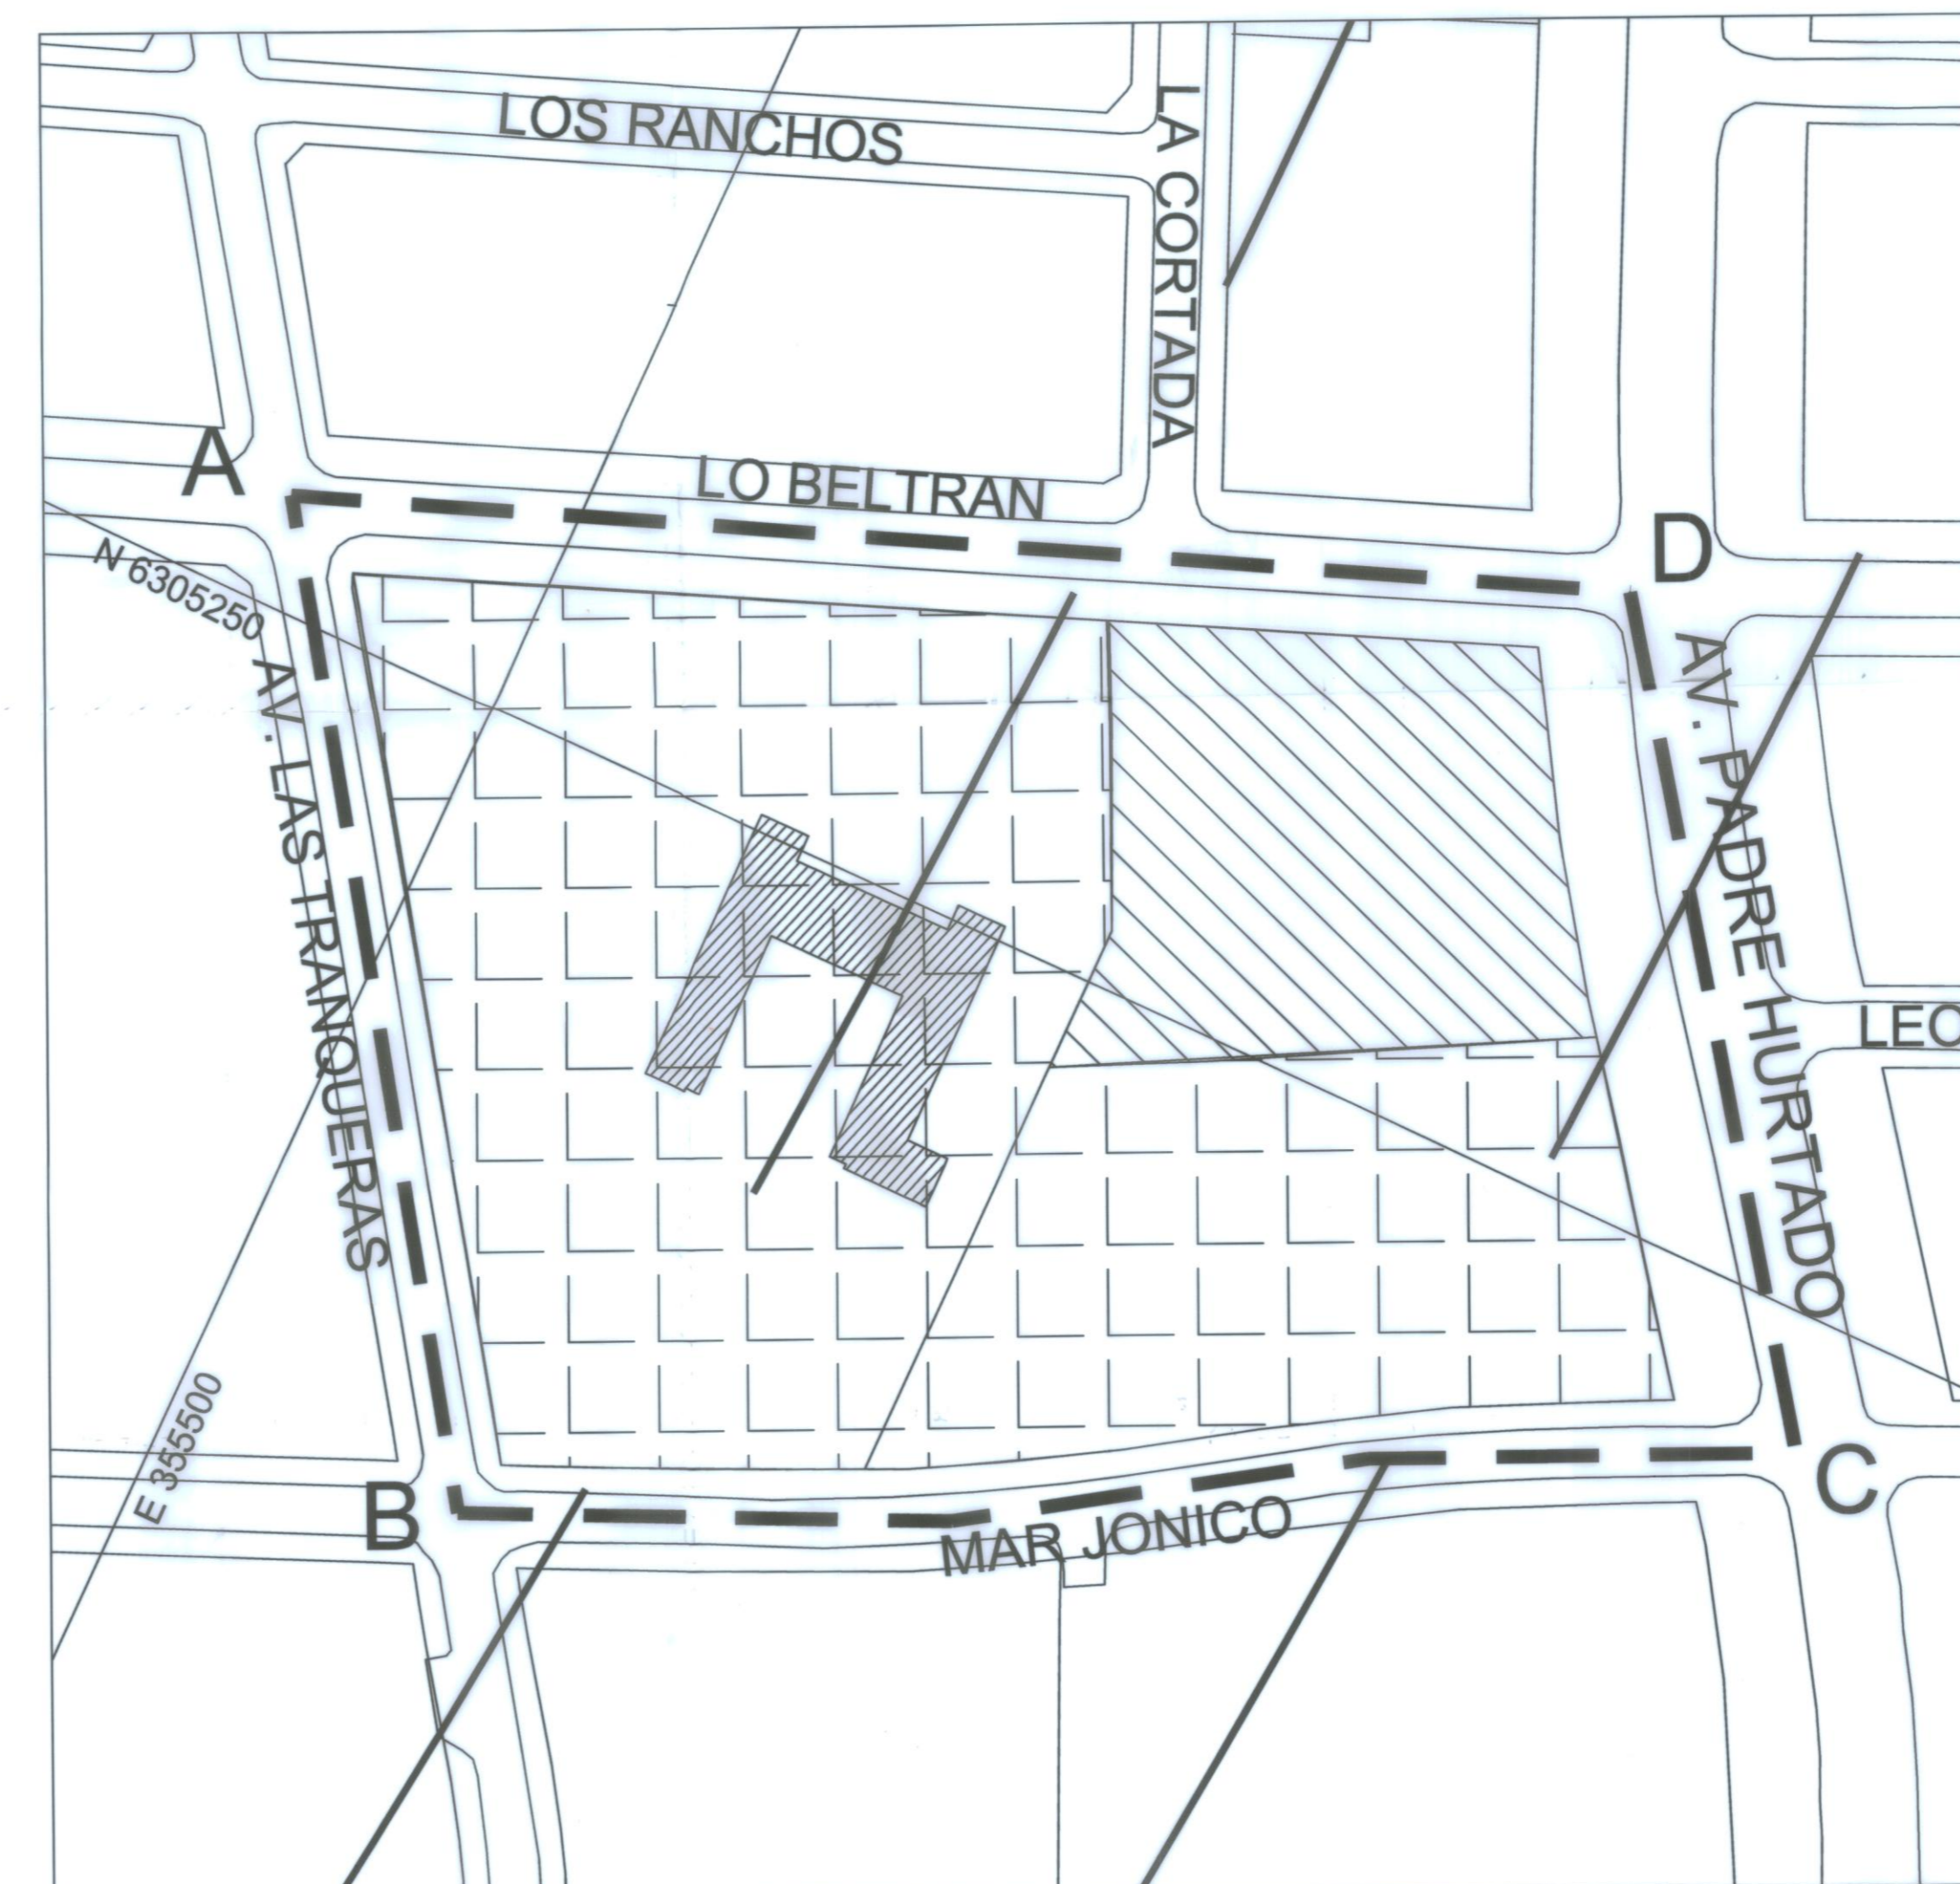 LOS RANCHOS
LA CORTADA
A
LO BELTRAN
D
N 6305250
AV. LAS TRANQUERAS
AV. PADRE HURTADO
LEO
E 355500
B
C
MAR JONICO